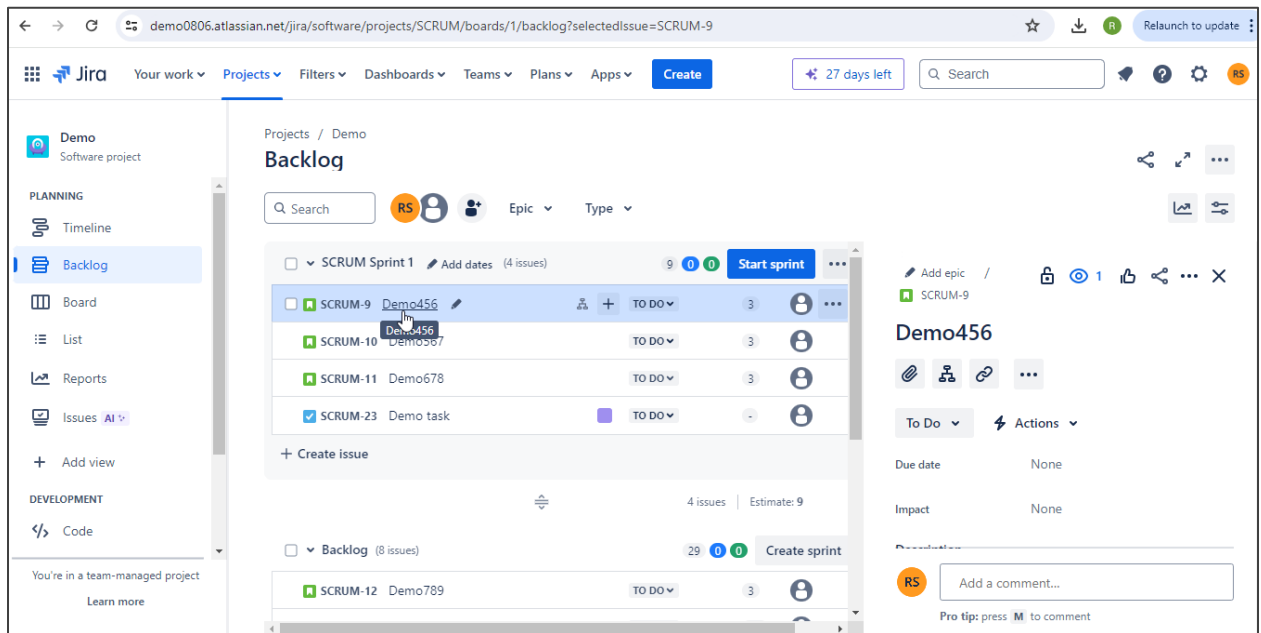 demo0806.atlassian.net/jira/software/projects/SCRUM/boards/1/backlog?selectedIssue=SCRUM-9 R Relaunch to update
Jira Your work Projects Filters Dashboards Teams Plans Apps Create 27 days left Search RS
Demo
Software project
PLANNING
Timeline
Backlog
Board
List
Reports
Issues AI
Add view
DEVELOPMENT
Code
You're in a team-managed project
Learn more
Projects / Demo
Backlog
Search RS Epic Type
SCRUM Sprint 1 Add dates (4 issues) 9 0 0 Start sprint
SCRUM-9 Demo456 TO DO 3
Demo456
SCRUM-10 Demo567 TO DO 3
SCRUM-11 Demo678 TO DO 3
SCRUM-23 Demo task TO DO -
+ Create issue
4 issues Estimate: 9
Backlog (8 issues) 29 0 0 Create sprint
SCRUM-12 Demo789 TO DO 3
Add epic / 1
SCRUM-9
Demo456
To Do Actions
Due date None
Impact None
Description
RS Add a comment...
Pro tip: press M to comment